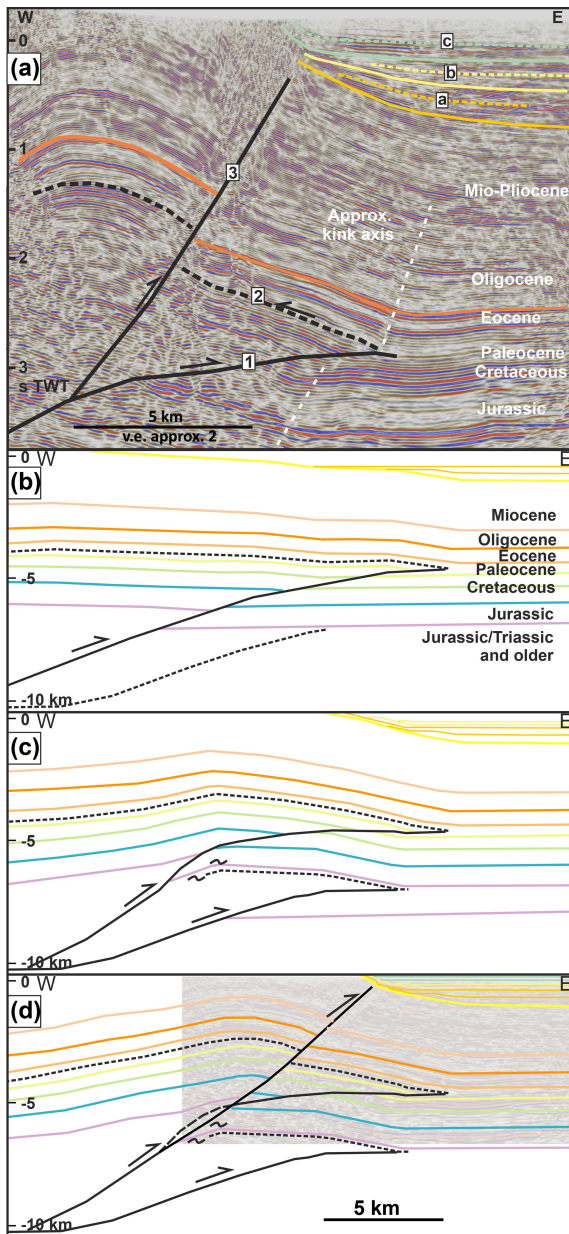 W
E
0
(a)
c
b
a
1
3
Mio-Pliocene
Approx.
kink axis
2
Oligocene
2
Eocene
1
3
s TWT
Paleocene
Cretaceous
Jurassic
5 km
v.e. approx. 2
0 W
E
(b)
Miocene
Oligocene
Eocene
-5
Paleocene
Cretaceous
Jurassic
Jurassic/Triassic
and older
-10 km
0 W
E
(c)
-5
-10 km
0 W
E
(d)
-5
5 km
-10 km